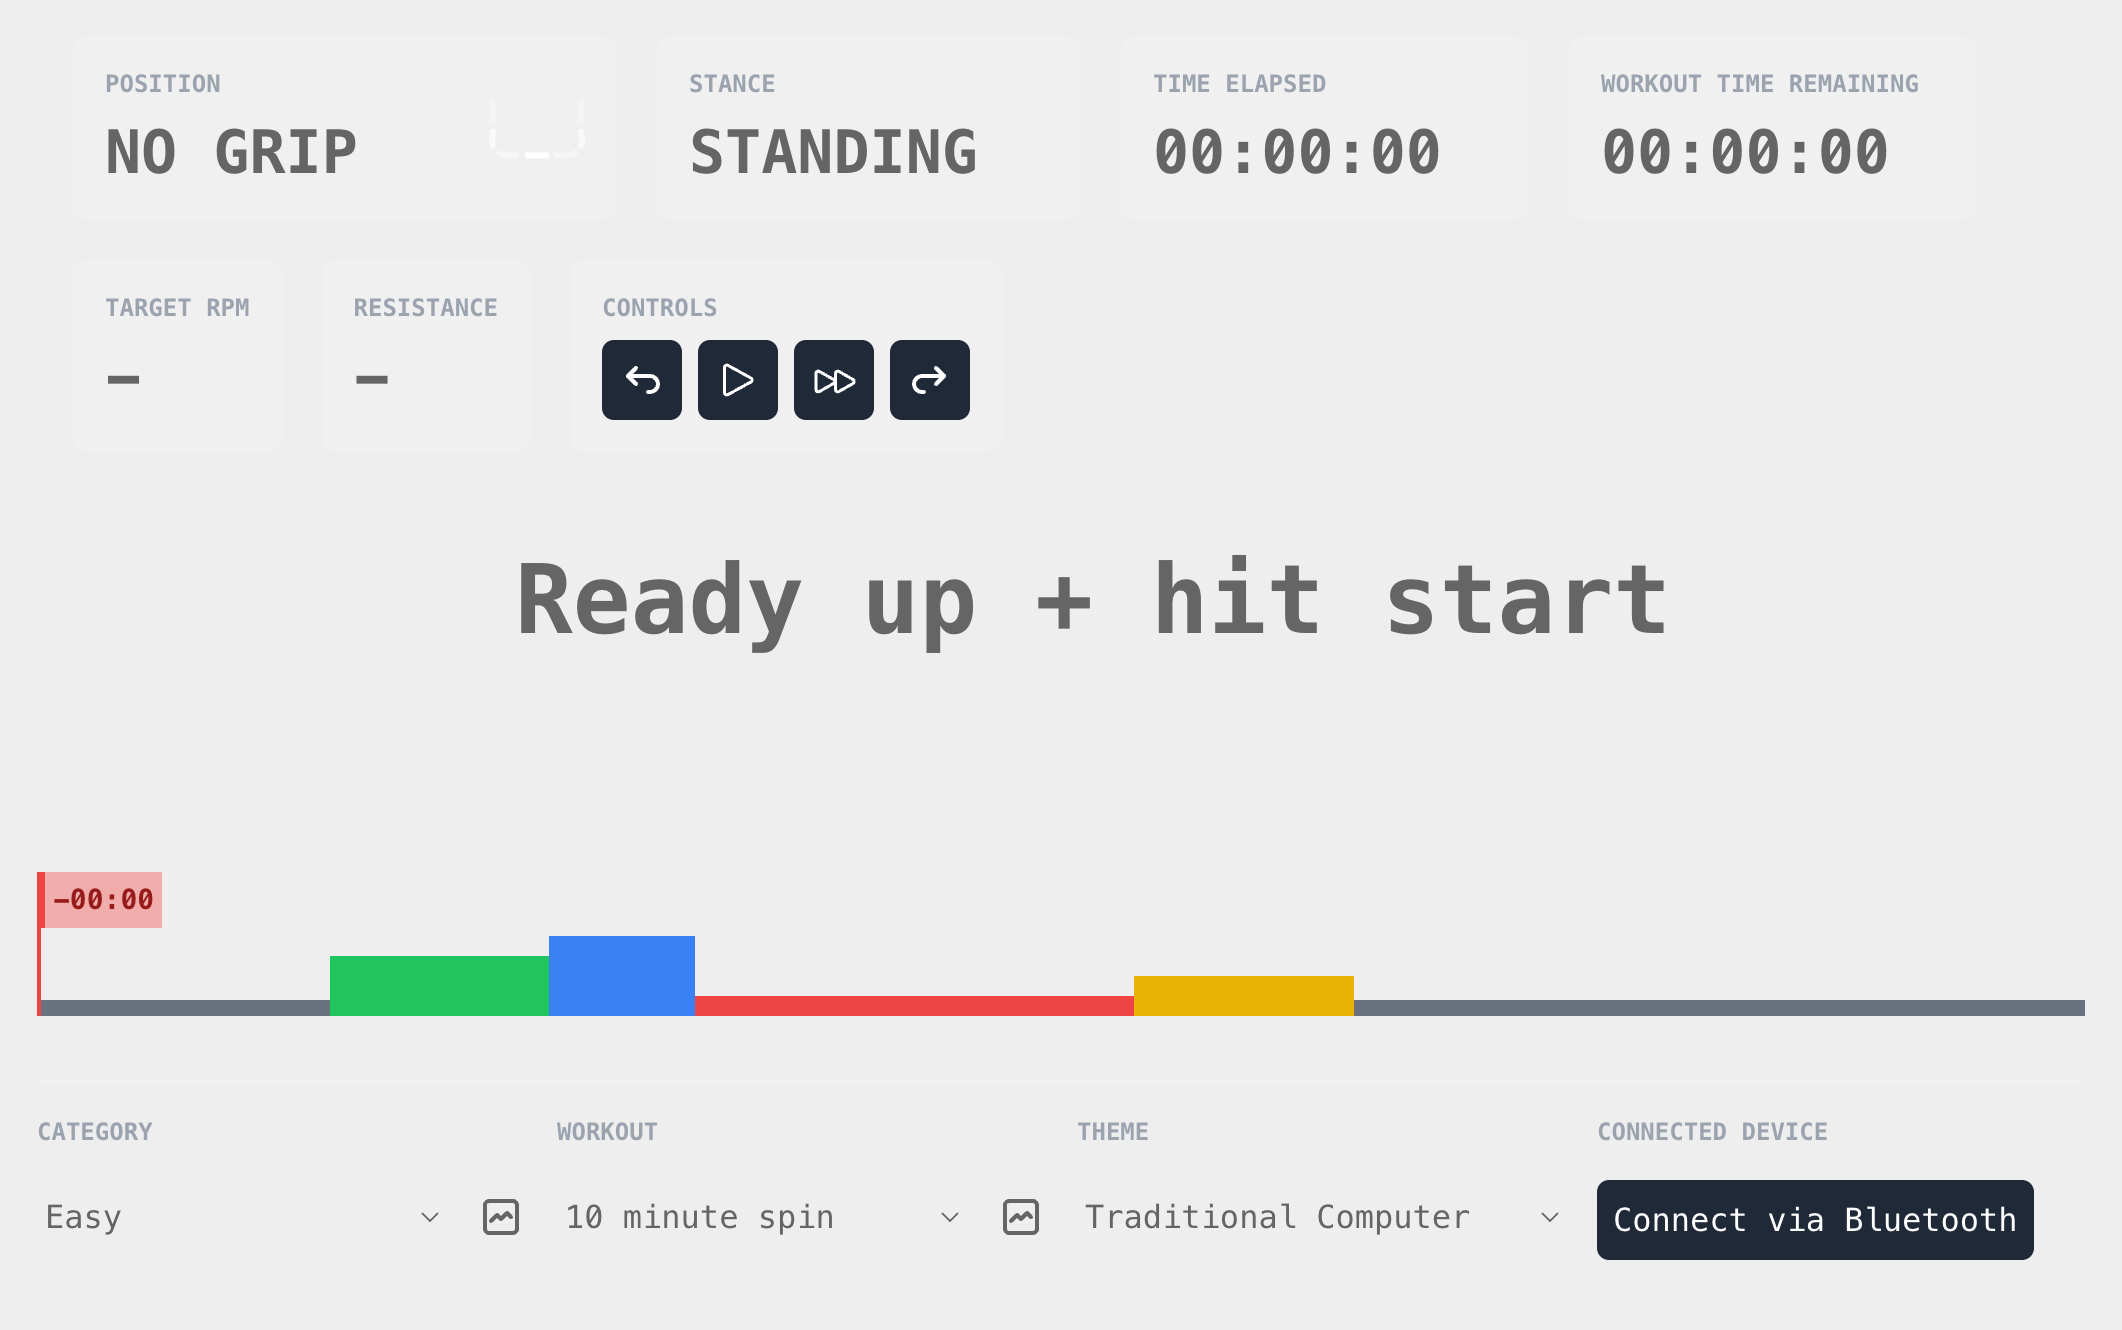 POSITION
NO GRIP
STANCE
STANDING
TIME ELAPSED
00:00:00
WORKOUT TIME REMAINING
00:00:00
TARGET RPM
–
RESISTANCE
–
CONTROLS
Ready up + hit start
–00:00
CATEGORY
Easy
WORKOUT
10 minute spin
THEME
Traditional Computer
CONNECTED DEVICE
Connect via Bluetooth